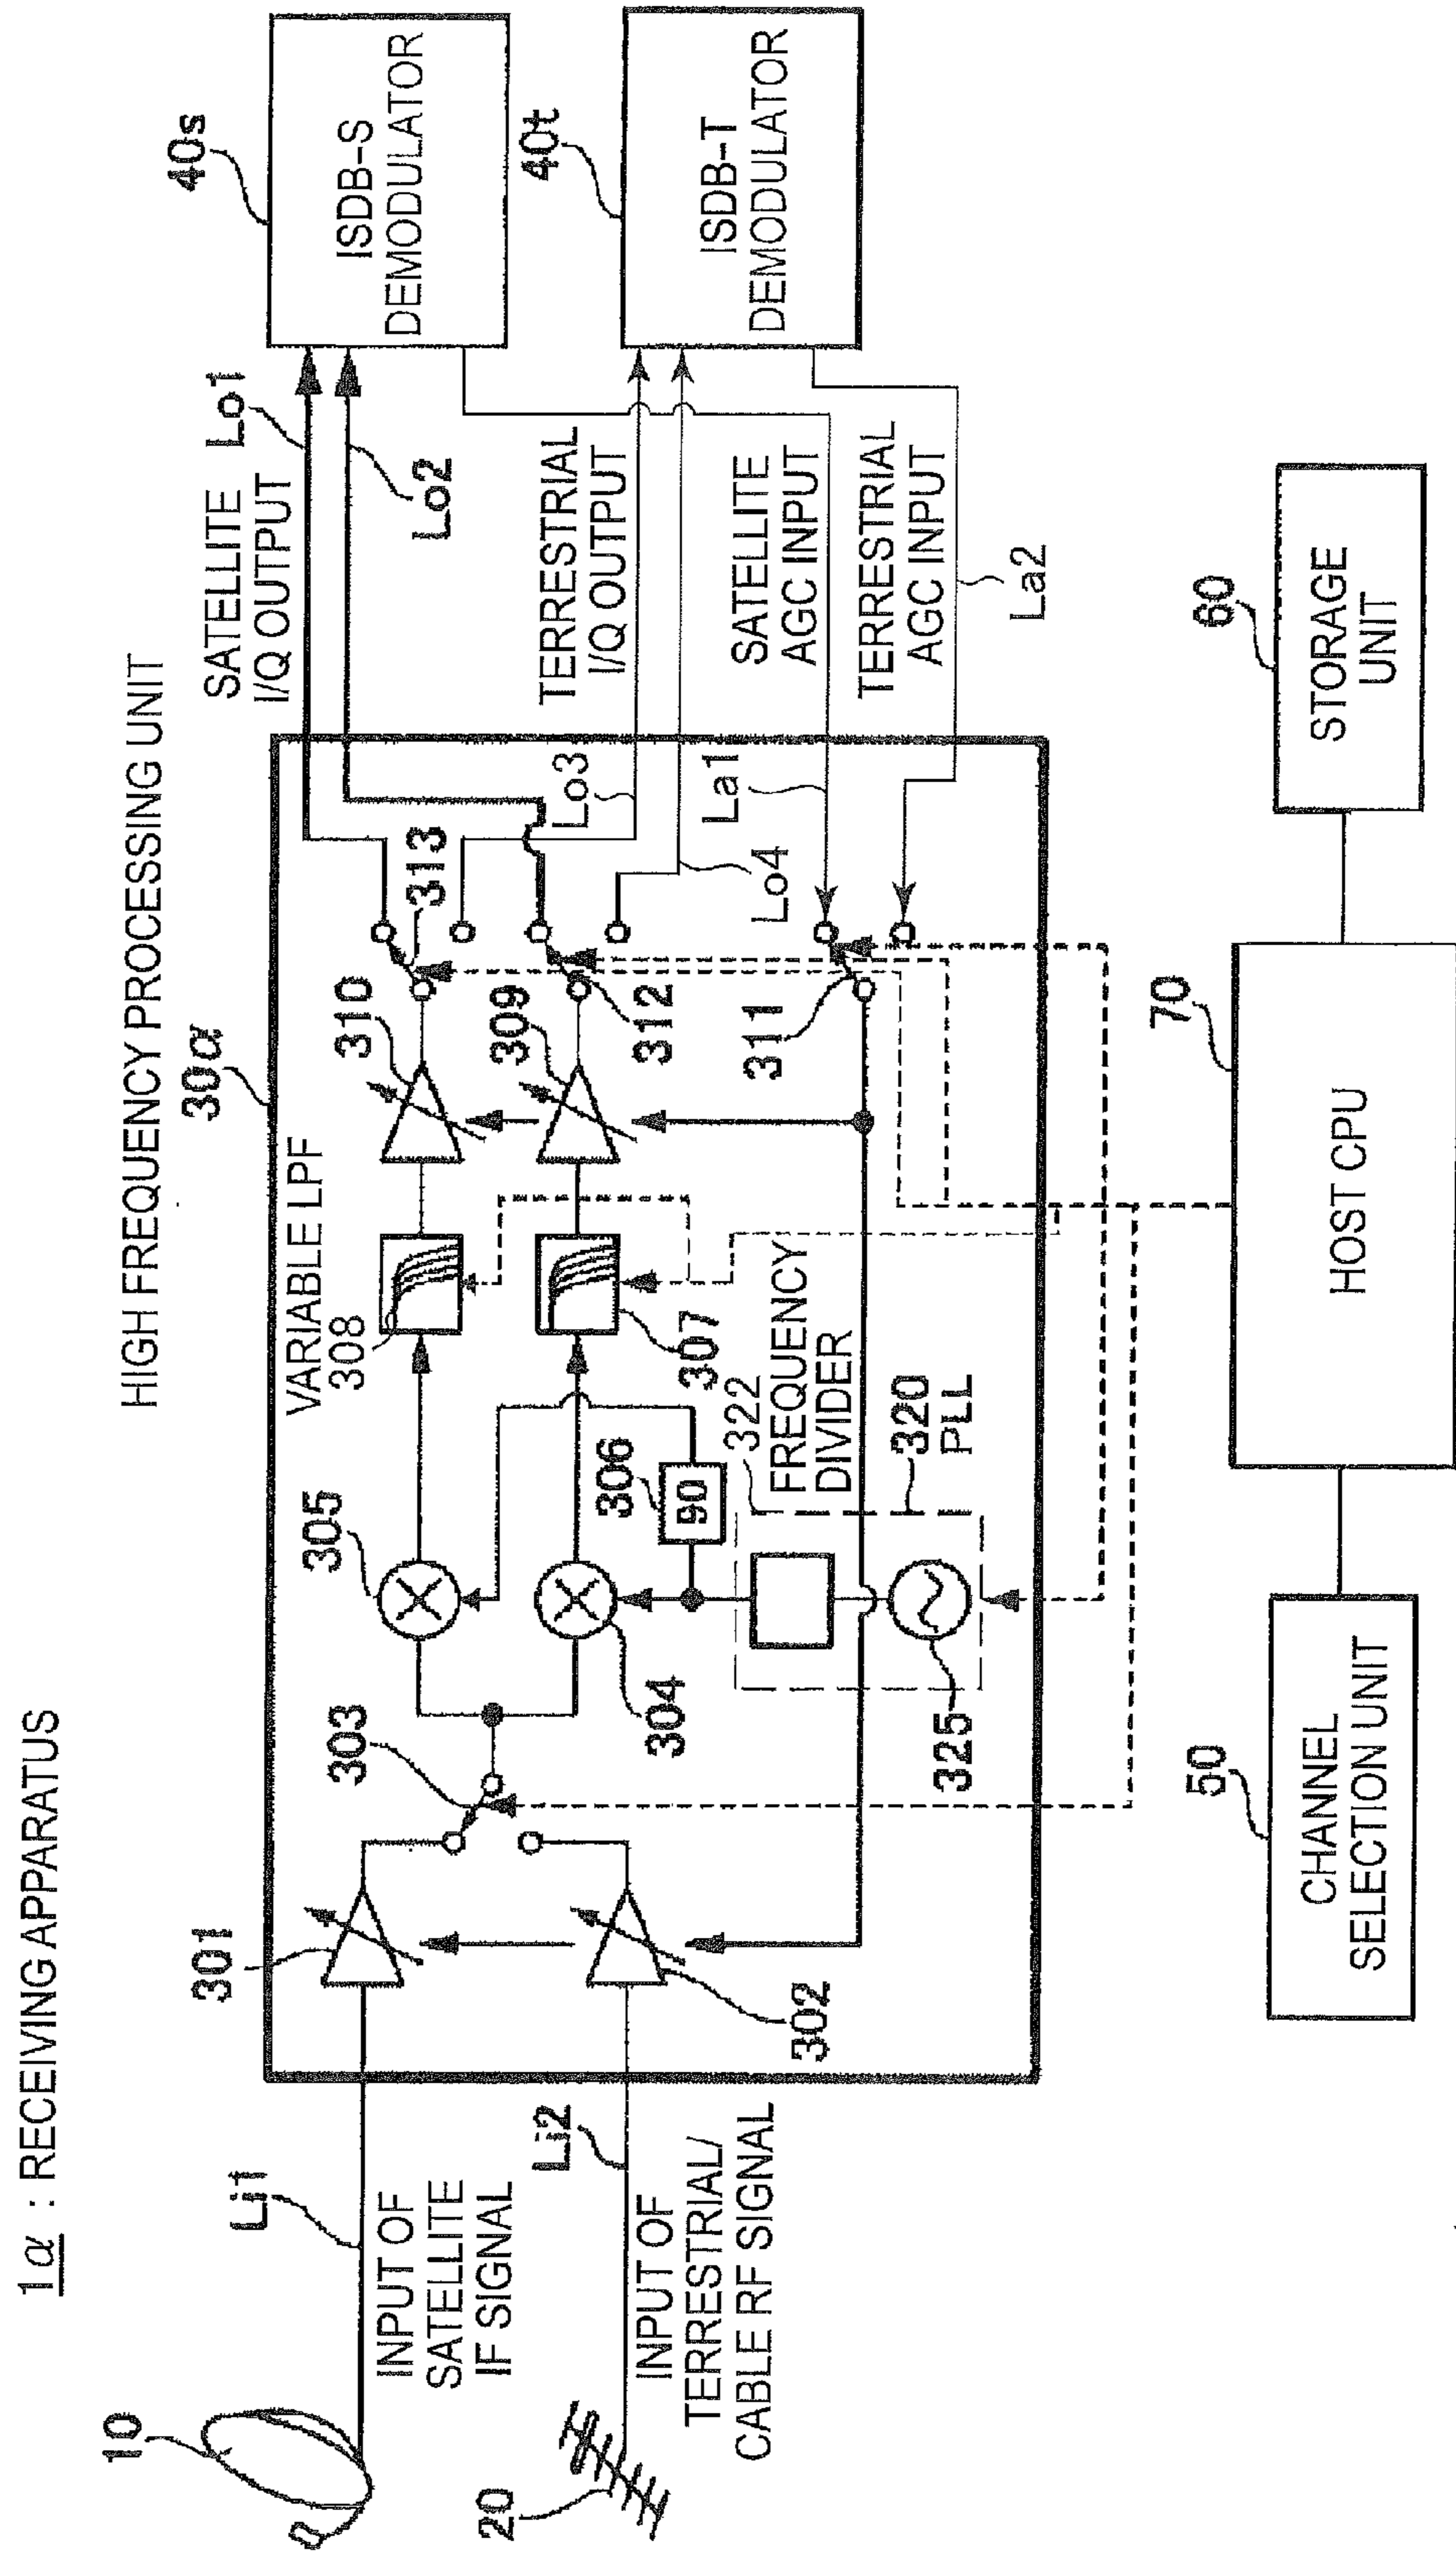 1α : RECEIVING APPARATUS
HIGH FREQUENCY PROCESSING UNIT
30α
10
Li1
INPUT OF
SATELLITE
IF SIGNAL
20
Li2
INPUT OF
TERRESTRIAL/
CABLE RF SIGNAL
301
302
303
304
305
306
90
VARIABLE LPF
308
307
322
FREQUENCY
DIVIDER
320
PLL
325
310
309
313
312
311
Lo3
Lo4
La1
SATELLITE
I/Q OUTPUT
Lo1
Lo2
TERRESTRIAL
I/Q OUTPUT
SATELLITE
AGC INPUT
TERRESTRIAL
AGC INPUT
La2
40s
ISDB-S
DEMODULATOR
40t
ISDB-T
DEMODULATOR
50
CHANNEL
SELECTION UNIT
70
HOST CPU
60
STORAGE
UNIT